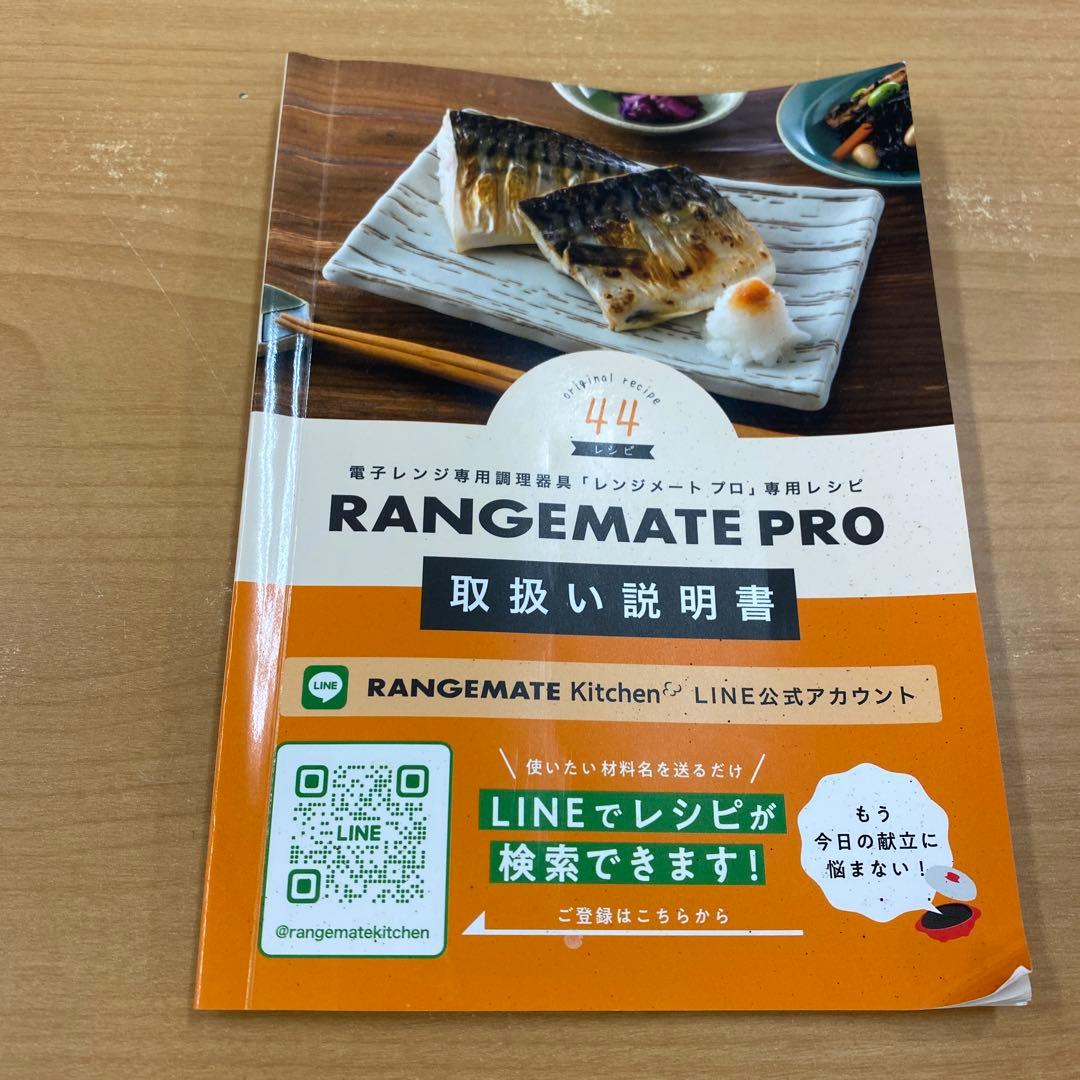 original recipe
44
レシピ
電子レンジ専用調理器具「レンジメート プロ」専用レシピ
RANGEMATE PRO
取扱い説明書
LINE
RANGEMATE Kitchen LINE公式アカウント
LINE
@rangematekitchen
使いたい材料名を送るだけ
LINEでレシピが
検索できます!
ご登録はこちらから
もう
今日の献立に
悩まない!